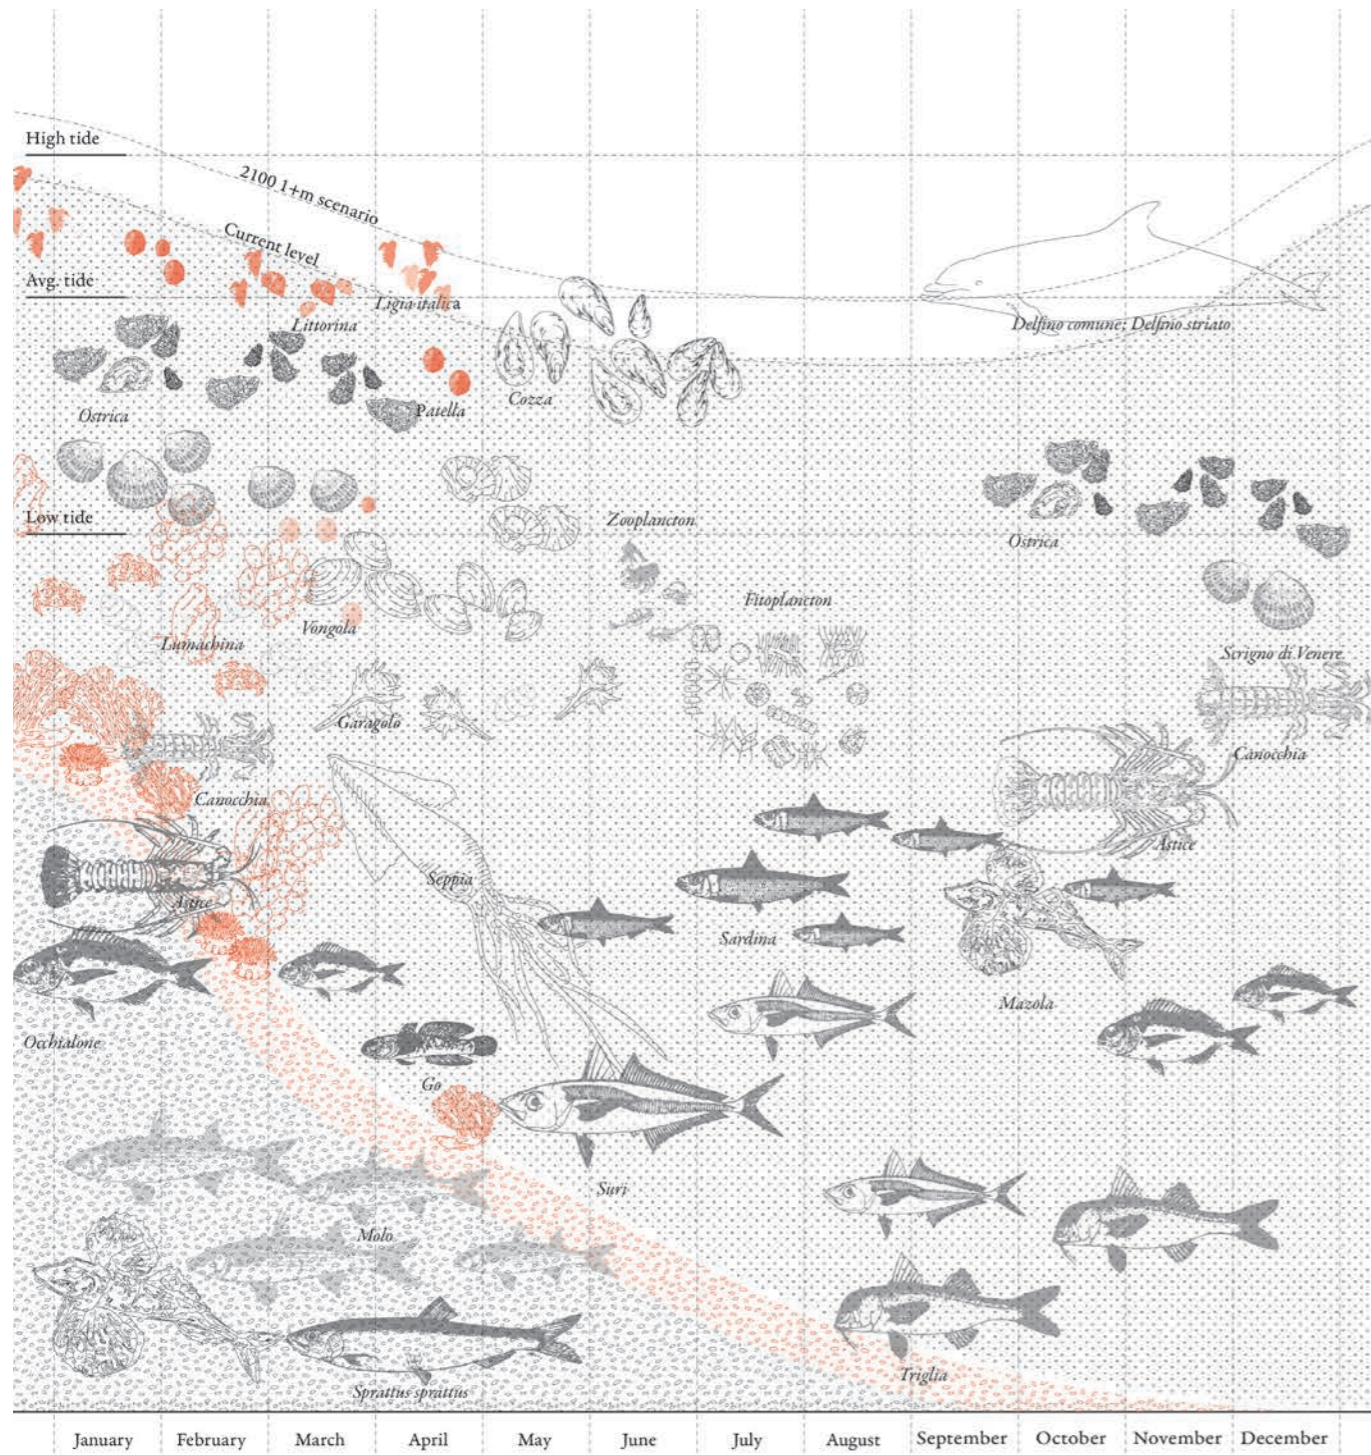 High tide
2100 1+m scenario
Current level
Avg. tide
Ligia italica
Littorina
Delfino comune; Delfino striato
Cozza
Patella
Ostrica
Low tide
Zooplancton
Ostrica
Fitoplancton
Vongola
Lumachina
Scrigno di Venere
Garagolo
Canocchia
Canocchia
Astice
Seppia
Astice
Sardina
Mazola
Occhialone
Go
Suri
Molo
Triglia
Sprattus sprattus
January February March April May June July August September October November December